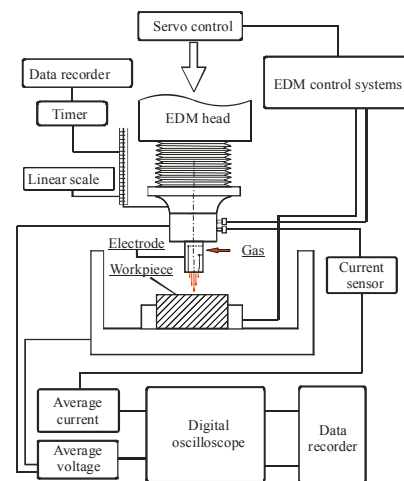 Servo control
Data recorder
EDM control systems
Timer
EDM head
Linear scale
Electrode
Gas
Workpiece
Current
sensor
Average
current
Digital
oscilloscope
Data
recorder
Average
voltage